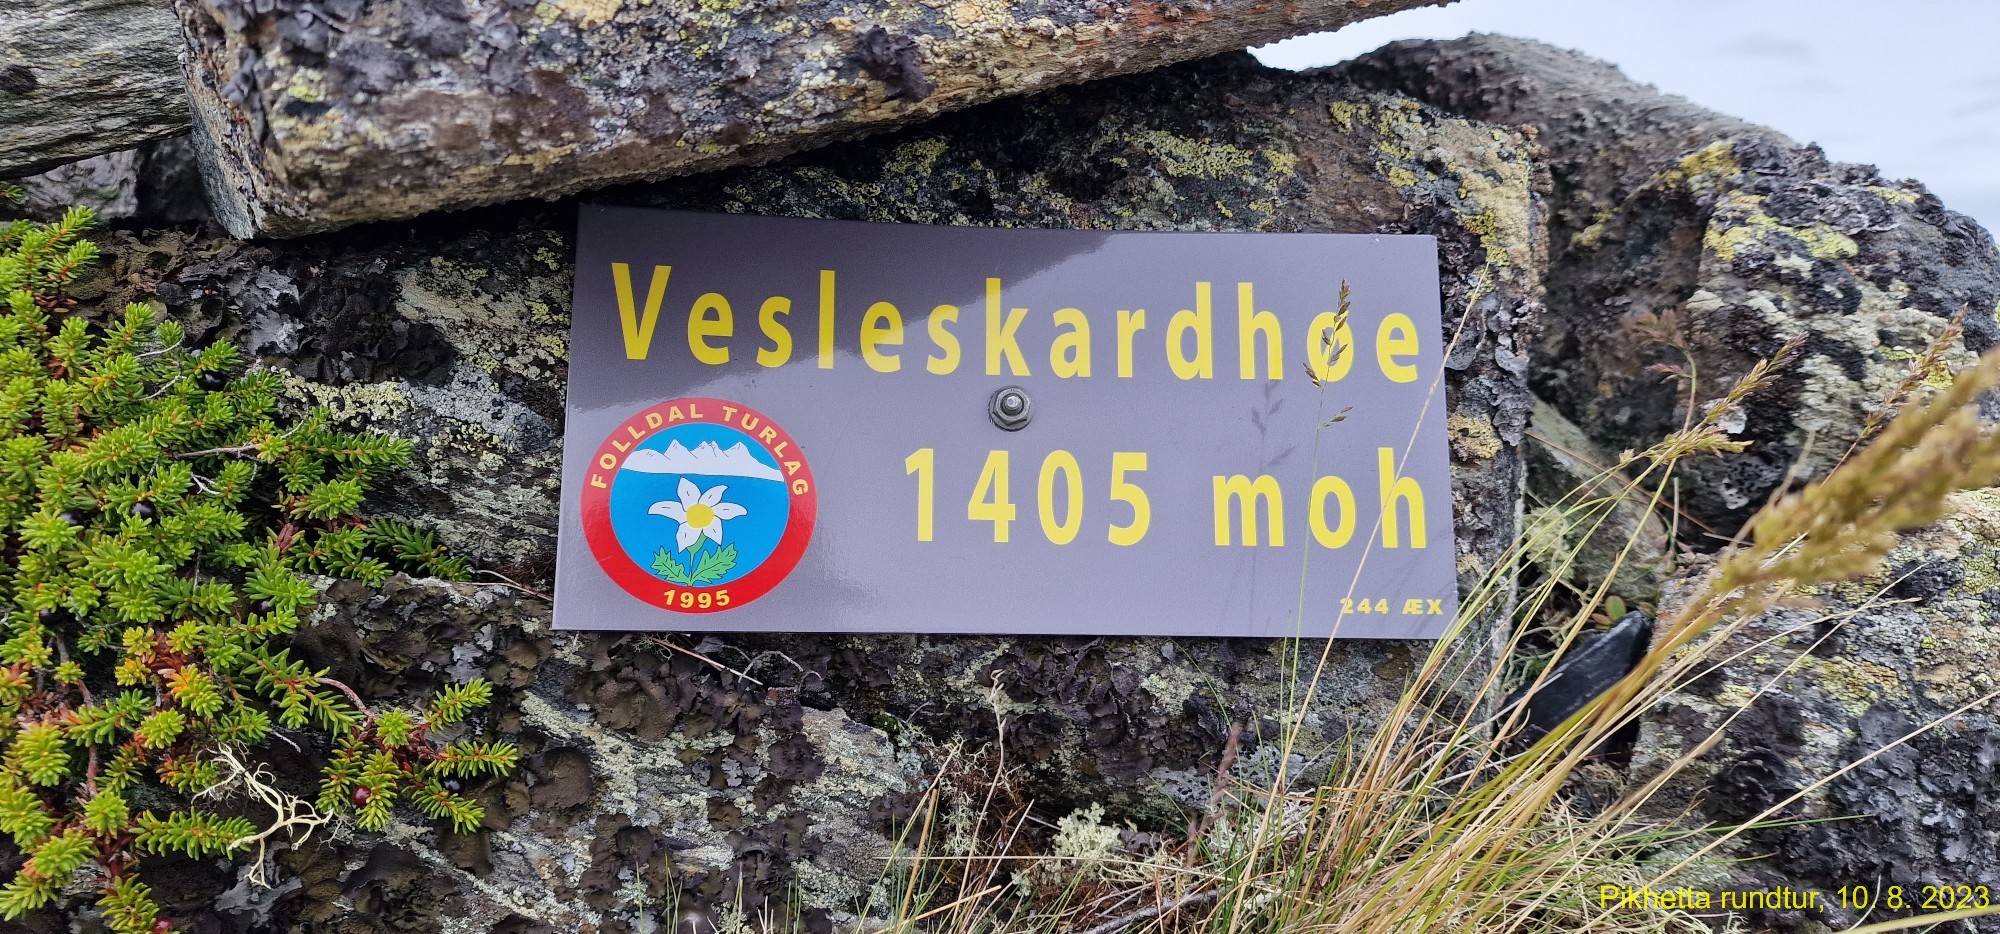 Vesleskardhøe
FOLLDAL TURLAG
1405 moh
1995
244 ÆX
Pikhetta rundtur, 10. 8. 2023